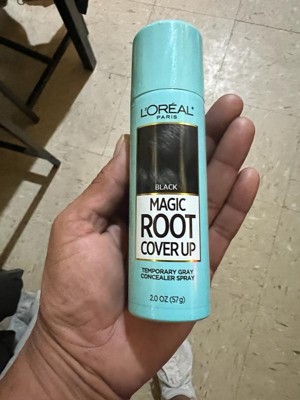 L'ORÉAL
PARIS
BLACK
MAGIC
ROOT
COVER UP
TEMPORARY GRAY
CONCEALER SPRAY
2.0 OZ (57g)